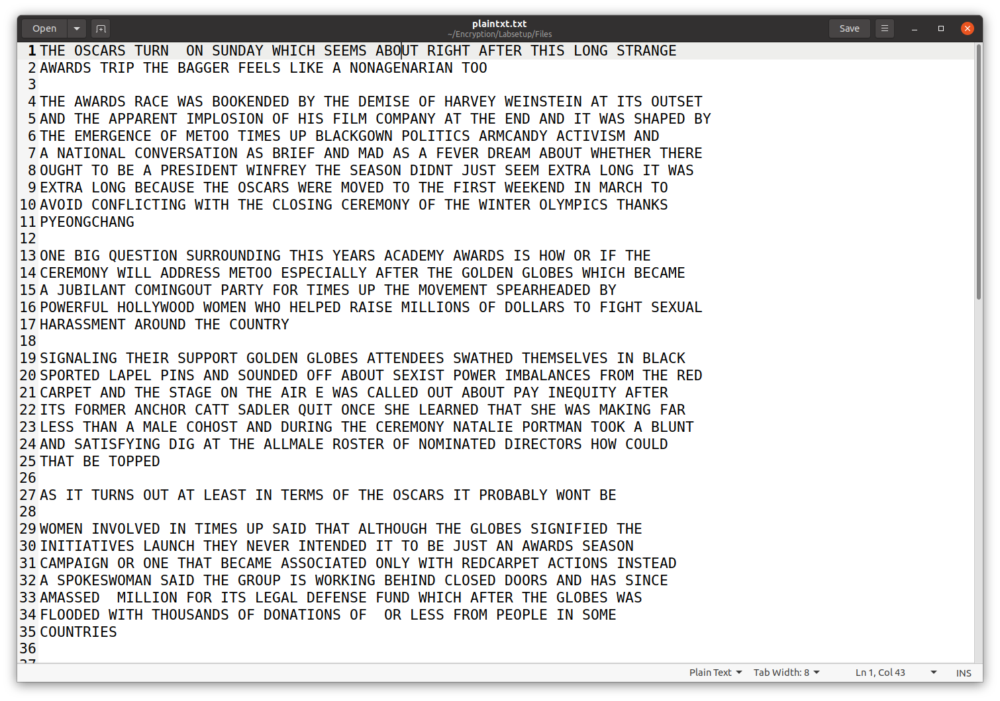 Open
plaintxt.txt
~/Encryption/Labsetup/Files
Save
1 THE OSCARS TURN  ON SUNDAY WHICH SEEMS ABOUT RIGHT AFTER THIS LONG STRANGE
2 AWARDS TRIP THE BAGGER FEELS LIKE A NONAGENARIAN TOO
3
4 THE AWARDS RACE WAS BOOKENDED BY THE DEMISE OF HARVEY WEINSTEIN AT ITS OUTSET
5 AND THE APPARENT IMPLOSION OF HIS FILM COMPANY AT THE END AND IT WAS SHAPED BY
6 THE EMERGENCE OF METOO TIMES UP BLACKGOWN POLITICS ARMCANDY ACTIVISM AND
7 A NATIONAL CONVERSATION AS BRIEF AND MAD AS A FEVER DREAM ABOUT WHETHER THERE
8 OUGHT TO BE A PRESIDENT WINFREY THE SEASON DIDNT JUST SEEM EXTRA LONG IT WAS
9 EXTRA LONG BECAUSE THE OSCARS WERE MOVED TO THE FIRST WEEKEND IN MARCH TO
10 AVOID CONFLICTING WITH THE CLOSING CEREMONY OF THE WINTER OLYMPICS THANKS
11 PYEONGCHANG
12
13 ONE BIG QUESTION SURROUNDING THIS YEARS ACADEMY AWARDS IS HOW OR IF THE
14 CEREMONY WILL ADDRESS METOO ESPECIALLY AFTER THE GOLDEN GLOBES WHICH BECAME
15 A JUBILANT COMINGOUT PARTY FOR TIMES UP THE MOVEMENT SPEARHEADED BY
16 POWERFUL HOLLYWOOD WOMEN WHO HELPED RAISE MILLIONS OF DOLLARS TO FIGHT SEXUAL
17 HARASSMENT AROUND THE COUNTRY
18
19 SIGNALING THEIR SUPPORT GOLDEN GLOBES ATTENDEES SWATHED THEMSELVES IN BLACK
20 SPORTED LAPEL PINS AND SOUNDED OFF ABOUT SEXIST POWER IMBALANCES FROM THE RED
21 CARPET AND THE STAGE ON THE AIR E WAS CALLED OUT ABOUT PAY INEQUITY AFTER
22 ITS FORMER ANCHOR CATT SADLER QUIT ONCE SHE LEARNED THAT SHE WAS MAKING FAR
23 LESS THAN A MALE COHOST AND DURING THE CEREMONY NATALIE PORTMAN TOOK A BLUNT
24 AND SATISFYING DIG AT THE ALLMALE ROSTER OF NOMINATED DIRECTORS HOW COULD
25 THAT BE TOPPED
26
27 AS IT TURNS OUT AT LEAST IN TERMS OF THE OSCARS IT PROBABLY WONT BE
28
29 WOMEN INVOLVED IN TIMES UP SAID THAT ALTHOUGH THE GLOBES SIGNIFIED THE
30 INITIATIVES LAUNCH THEY NEVER INTENDED IT TO BE JUST AN AWARDS SEASON
31 CAMPAIGN OR ONE THAT BECAME ASSOCIATED ONLY WITH REDCARPET ACTIONS INSTEAD
32 A SPOKESWOMAN SAID THE GROUP IS WORKING BEHIND CLOSED DOORS AND HAS SINCE
33 AMASSED  MILLION FOR ITS LEGAL DEFENSE FUND WHICH AFTER THE GLOBES WAS
34 FLOODED WITH THOUSANDS OF DONATIONS OF  OR LESS FROM PEOPLE IN SOME
35 COUNTRIES
36
37
Plain Text Tab Width: 8 Ln 1, Col 43 INS